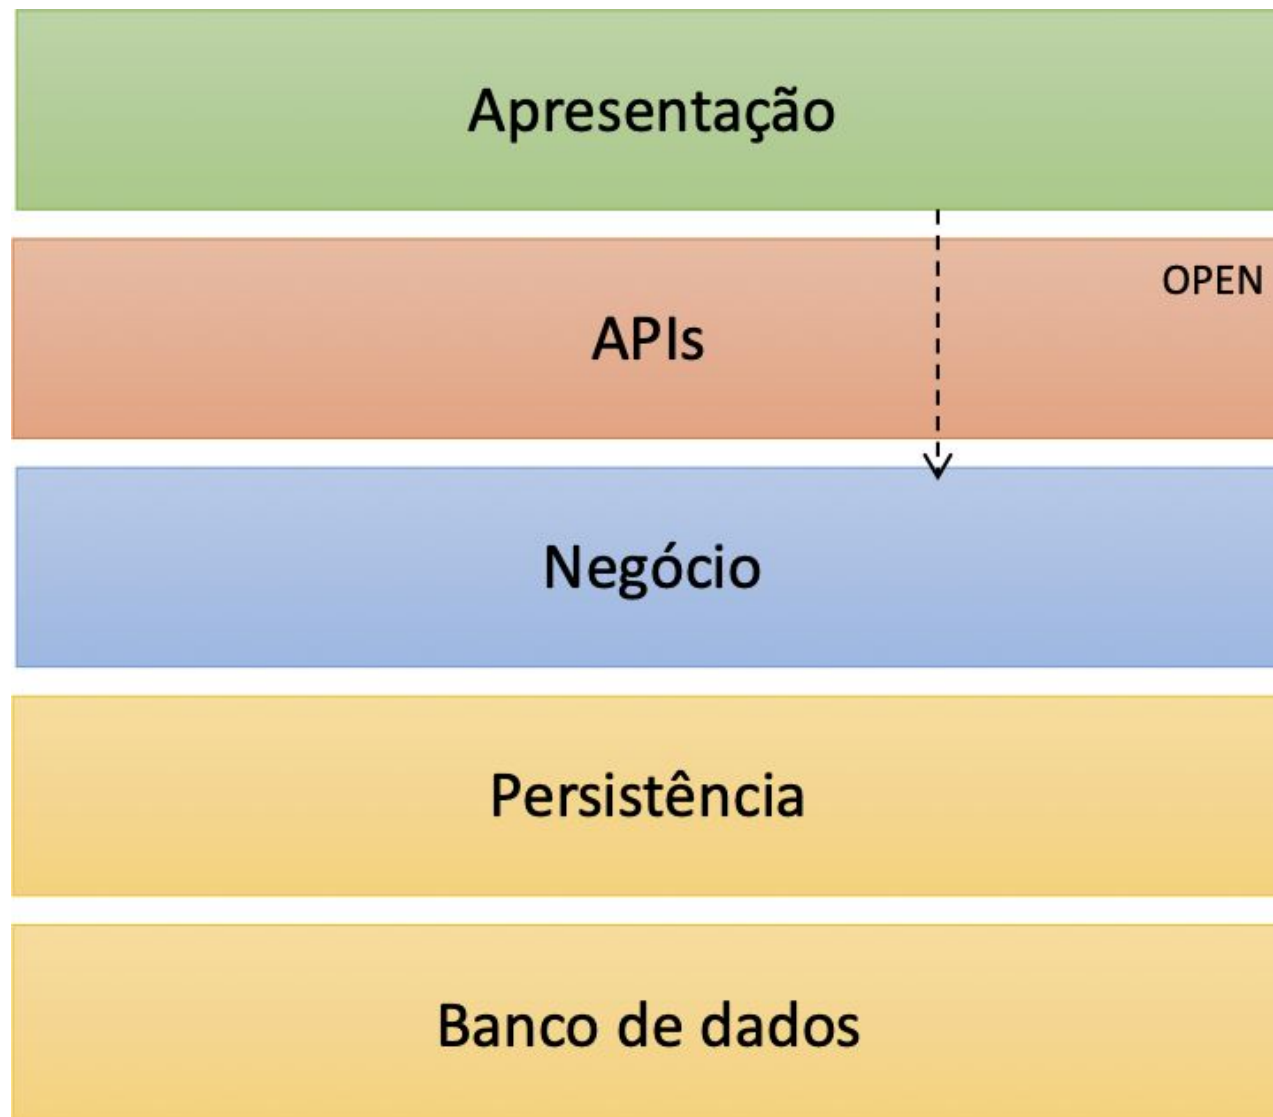 Apresentação
OPEN
APIs
Negócio
Persistência
Banco de dados